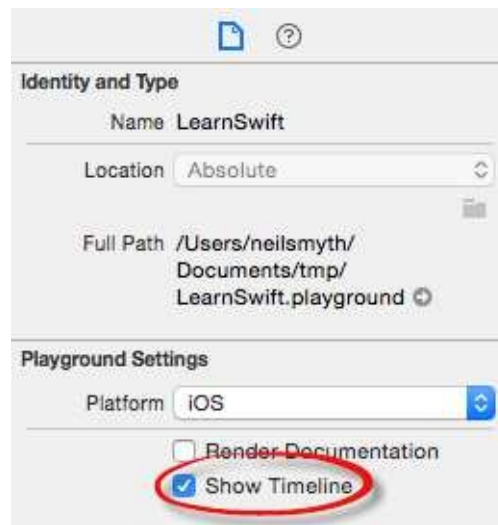 Identity and Type
Name LearnSwift
Location Absolute
Full Path /Users/neilsmyth/
Documents/tmp/
LearnSwift.playground
Playground Settings
Platform iOS
Render Documentation
Show Timeline